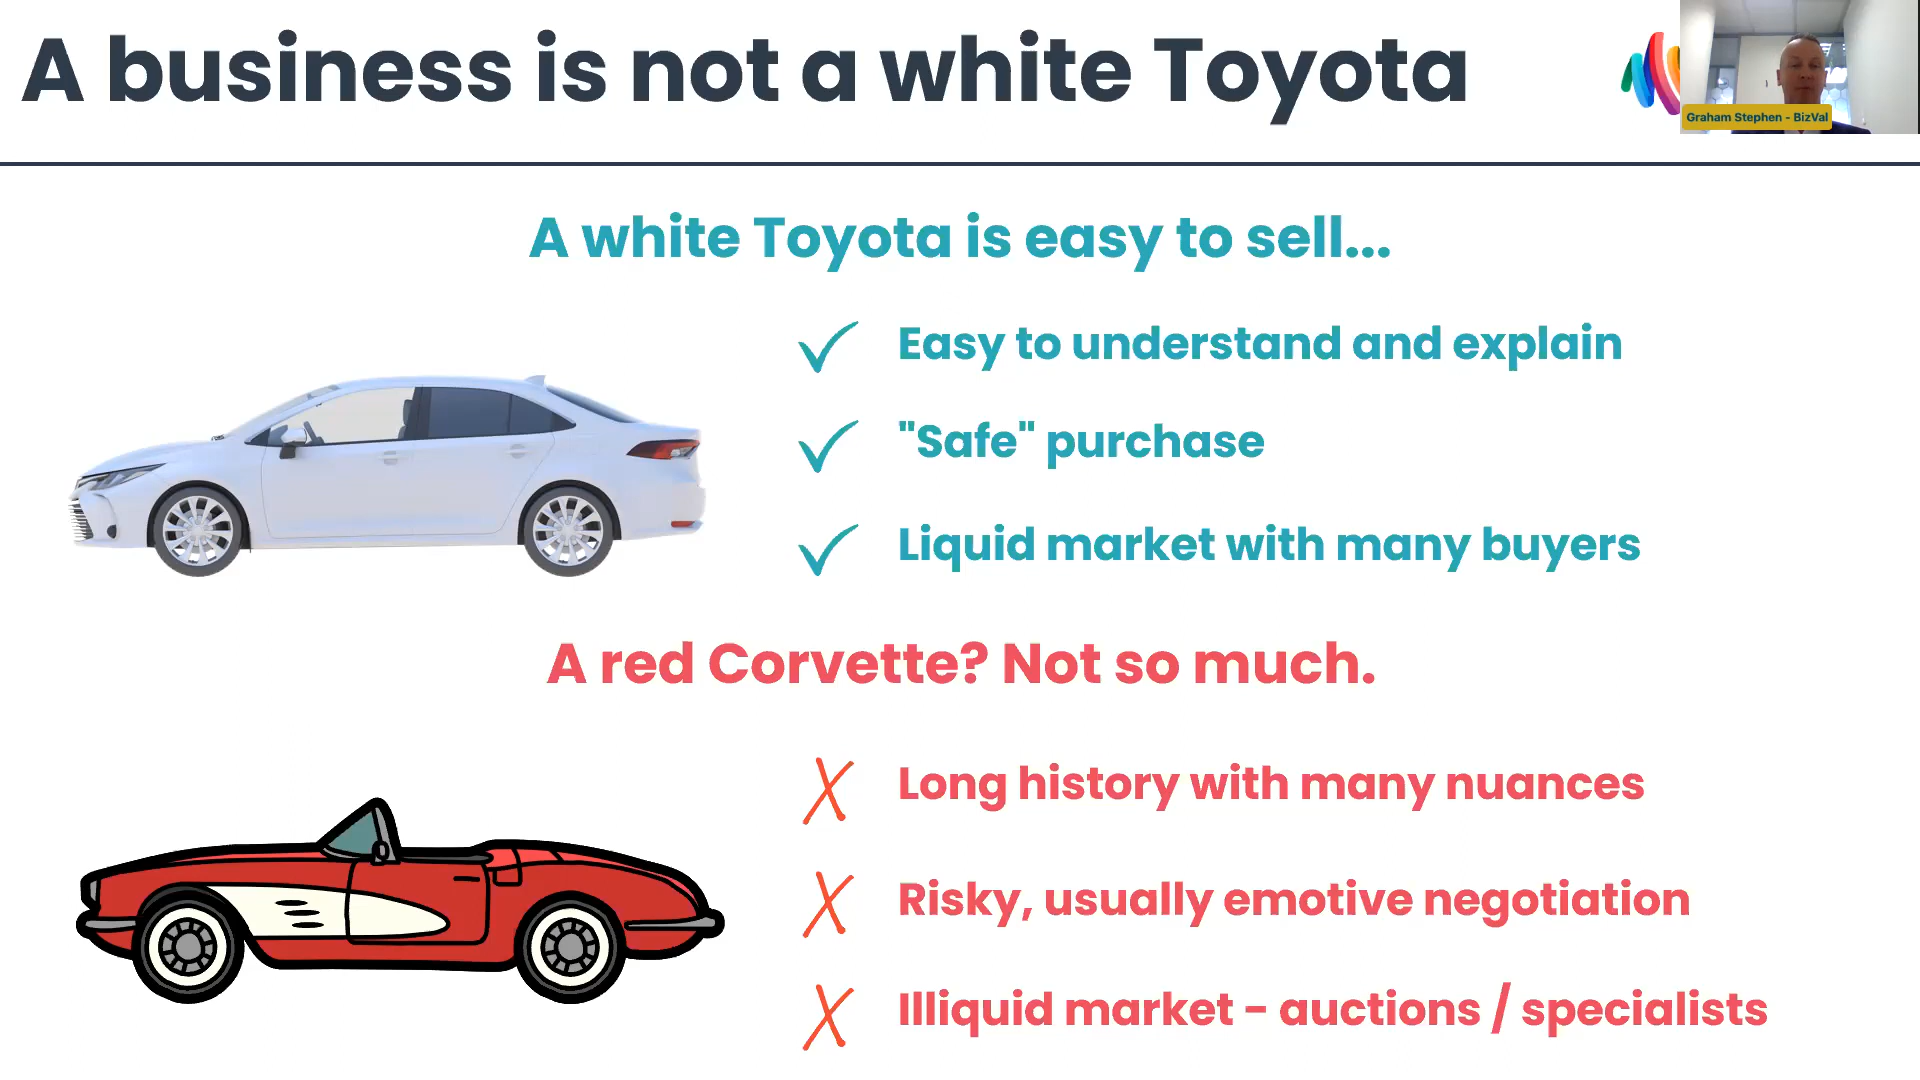 A business is not a white Toyota
Graham Stephen - BizVal
A white Toyota is easy to sell...
Easy to understand and explain
"Safe" purchase
Liquid market with many buyers
A red Corvette? Not so much.
Long history with many nuances
Risky, usually emotive negotiation
Illiquid market - auctions / specialists